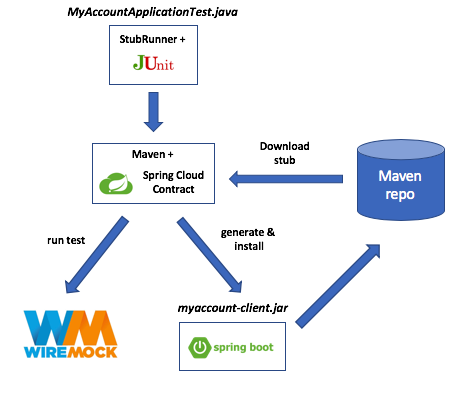 MyAccountApplicationTest.java
StubRunner +
JUnit
Maven +
Spring Cloud
Contract
Download
stub
Maven
repo
run test
generate &
install
myaccount-client.jar
WM
WIREMOCK
spring boot